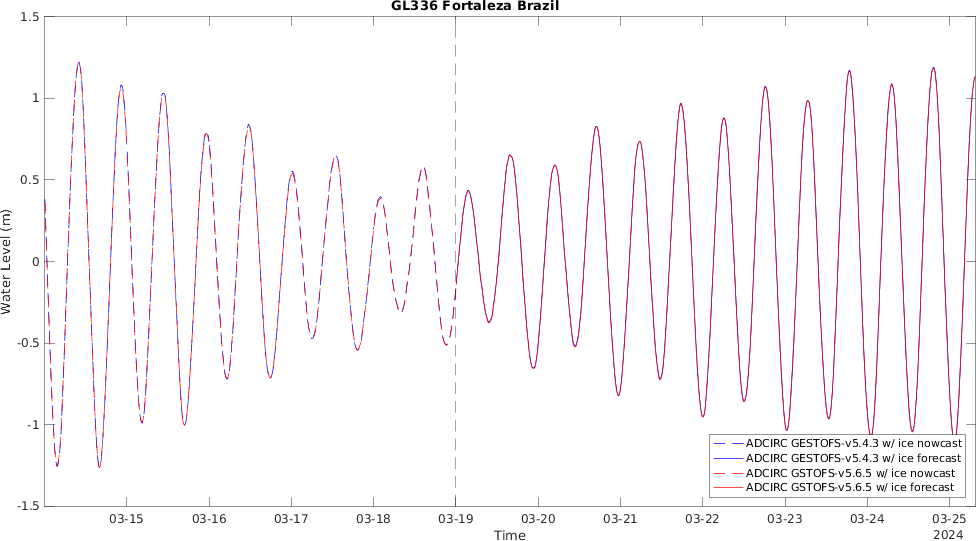 GL336 Fortaleza Brazil
1.5
1
0.5
0
-0.5
-1
-1.5
Water Level (m)
ADCIRC GESTOFS-v5.4.3 w/ ice nowcast
ADCIRC GESTOFS-v5.4.3 w/ ice forecast
ADCIRC GSTOFS-v5.6.5 w/ ice nowcast
ADCIRC GSTOFS-v5.6.5 w/ ice forecast
03-15 03-16 03-17 03-18 03-19 03-20 03-21 03-22 03-23 03-24 03-25
2024
Time